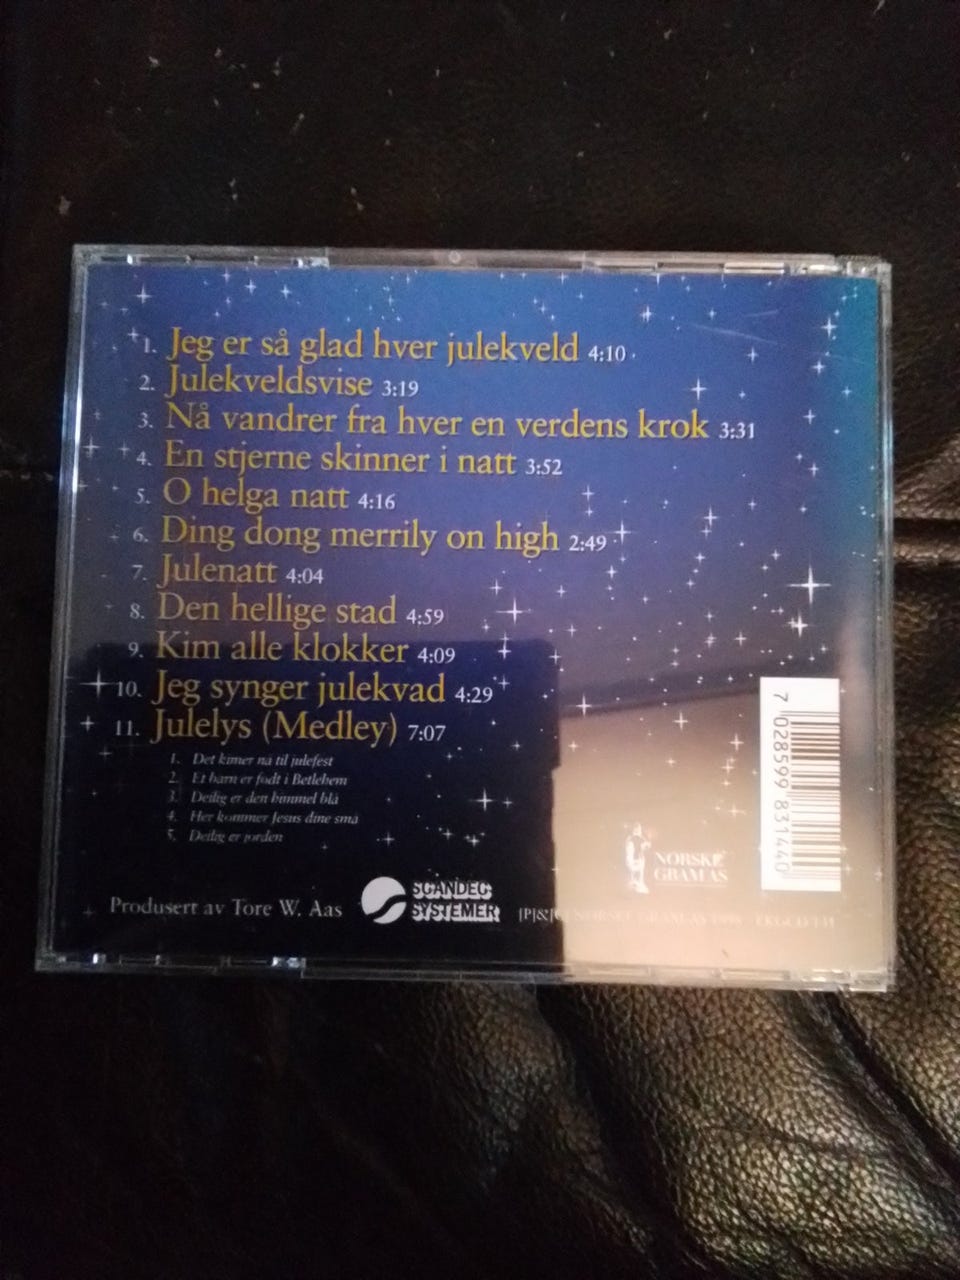 1. Jeg er så glad hver julekveld 4:10
2. Julekveldsvise 3:19
3. Nå vandrer fra hver en verdens krok 3:31
4. En stjerne skinner i natt 3:52
5. O helga natt 4:16
6. Ding dong merrily on high 2:49
7. Julenatt 4:04
8. Den hellige stad 4:59
9. Kim alle klokker 4:09
10. Jeg synger julekvad 4:29
11. Julelys (Medley) 7:07
1. Det kimer nå til julefest
2. Et barn er født i Betlehem
3. Deilig er den himmel blå
4. Her kommer Jesus dine små
5. Deilig er jorden
7 028599 831440
NORSKE
GRAM AS
Produsert av Tore W. Aas
SCANDEC
SYSTEMER
NORSKE GRAM AS 1998